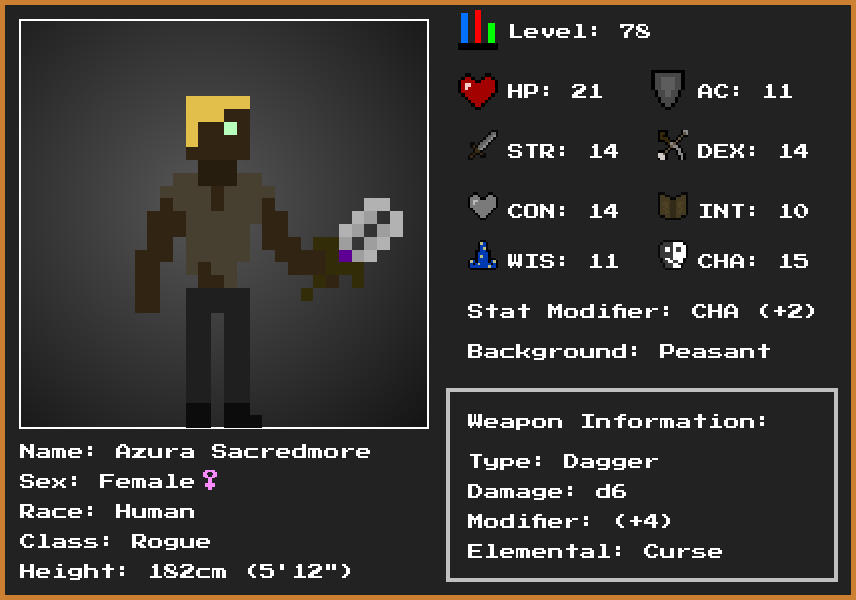 Level: 78
HP: 21 AC: 11
STR: 14 DEX: 14
CON: 14 INT: 10
WIS: 11 CHA: 15
Stat Modifier: CHA (+2)
Background: Peasant
Weapon Information:
Type: Dagger
Damage: d6
Modifier: (+4)
Elemental: Curse
Name: Azura Sacredmore
Sex: Female♀
Race: Human
Class: Rogue
Height: 182cm (5'12")